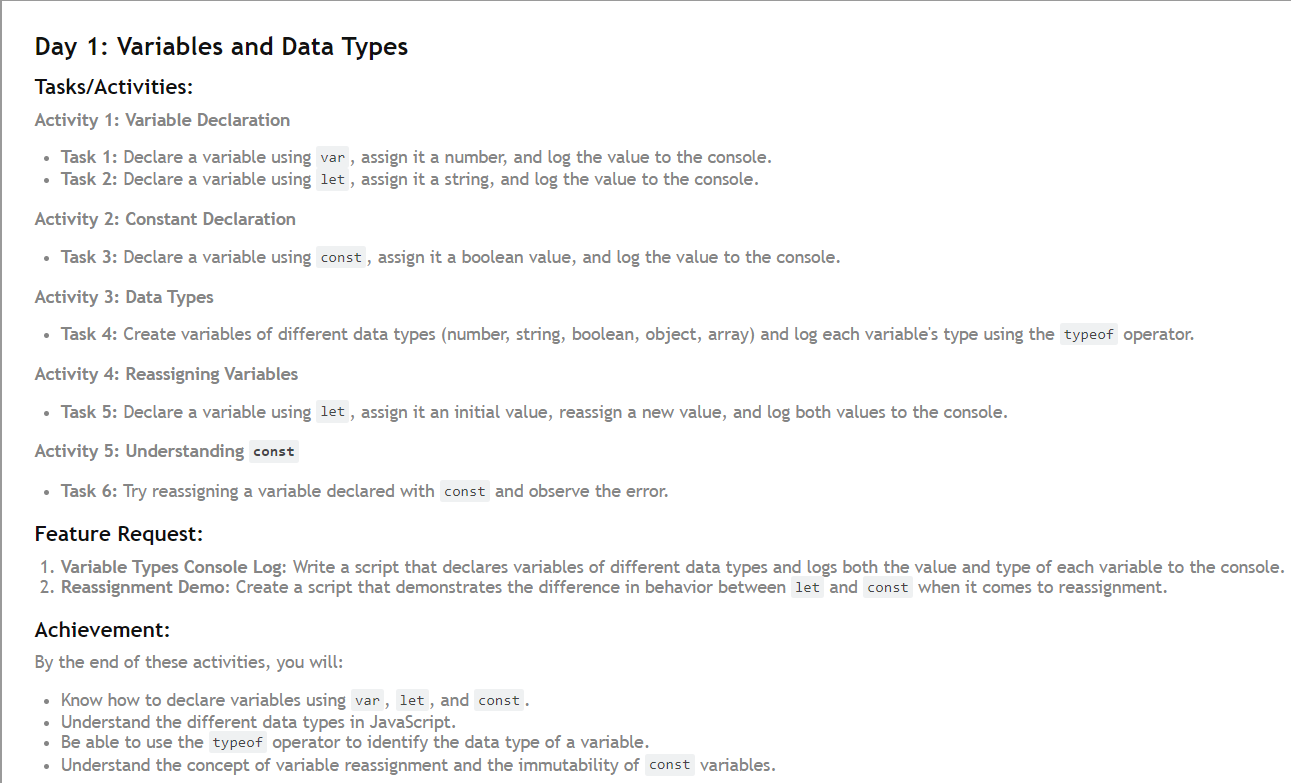 Day 1: Variables and Data Types
Tasks/Activities:
Activity 1: Variable Declaration
• Task 1: Declare a variable using var, assign it a number, and log the value to the console.
• Task 2: Declare a variable using let, assign it a string, and log the value to the console.
Activity 2: Constant Declaration
• Task 3: Declare a variable using const, assign it a boolean value, and log the value to the console.
Activity 3: Data Types
• Task 4: Create variables of different data types (number, string, boolean, object, array) and log each variable's type using the typeof operator.
Activity 4: Reassigning Variables
• Task 5: Declare a variable using let, assign it an initial value, reassign a new value, and log both values to the console.
Activity 5: Understanding const
• Task 6: Try reassigning a variable declared with const and observe the error.
Feature Request:
1. Variable Types Console Log: Write a script that declares variables of different data types and logs both the value and type of each variable to the console.
2. Reassignment Demo: Create a script that demonstrates the difference in behavior between let and const when it comes to reassignment.
Achievement:
By the end of these activities, you will:
• Know how to declare variables using var, let, and const.
• Understand the different data types in JavaScript.
• Be able to use the typeof operator to identify the data type of a variable.
• Understand the concept of variable reassignment and the immutability of const variables.